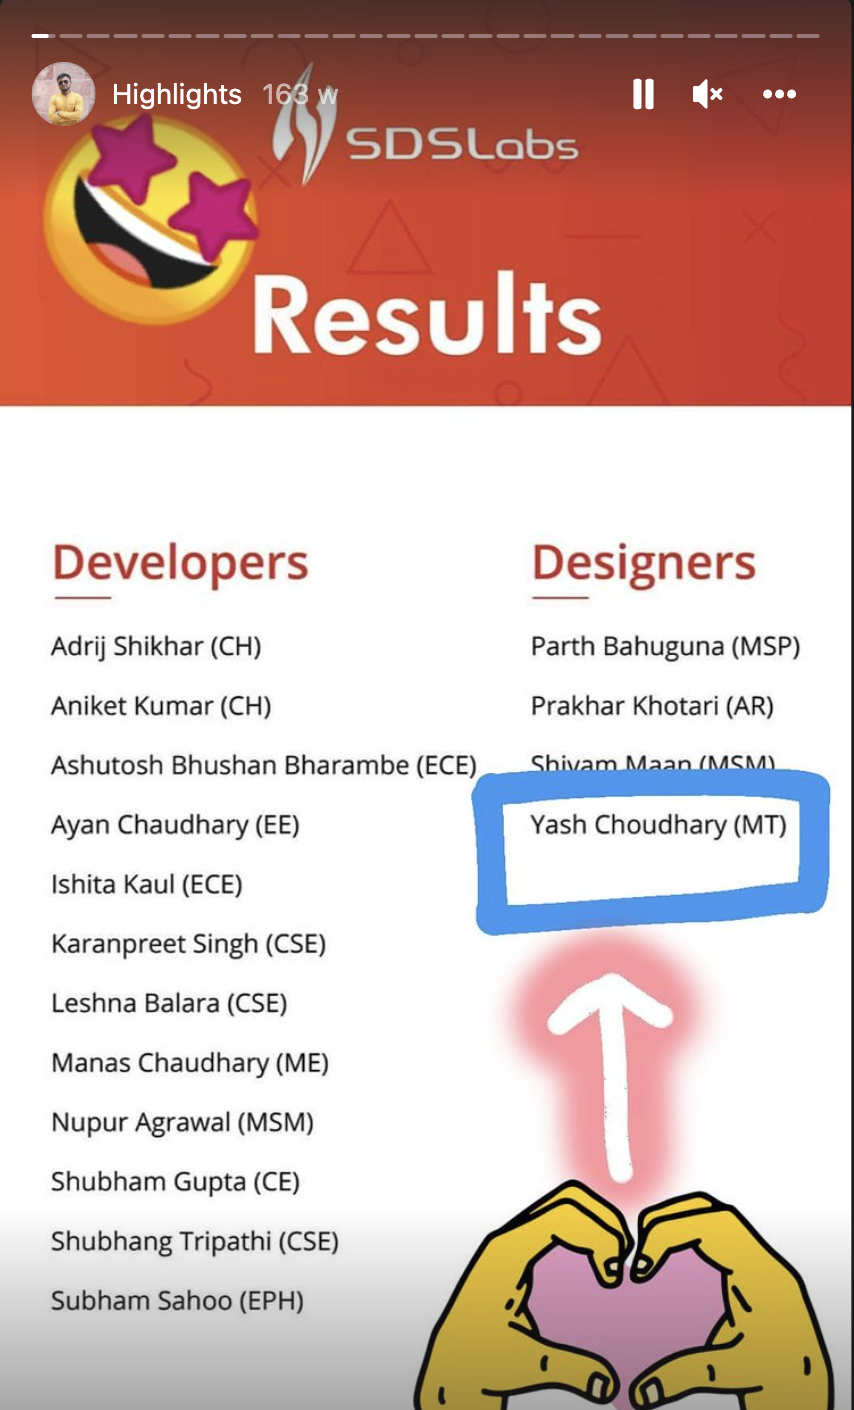 Highlights 163 w
SDSLabs
Results
Developers
Adrij Shikhar (CH)
Aniket Kumar (CH)
Ashutosh Bhushan Bharambe (ECE)
Ayan Chaudhary (EE)
Ishita Kaul (ECE)
Karanpreet Singh (CSE)
Leshna Balara (CSE)
Manas Chaudhary (ME)
Nupur Agrawal (MSM)
Shubham Gupta (CE)
Shubhang Tripathi (CSE)
Subham Sahoo (EPH)
Designers
Parth Bahuguna (MSP)
Prakhar Khotari (AR)
Shivam Maan (MSM)
Yash Choudhary (MT)